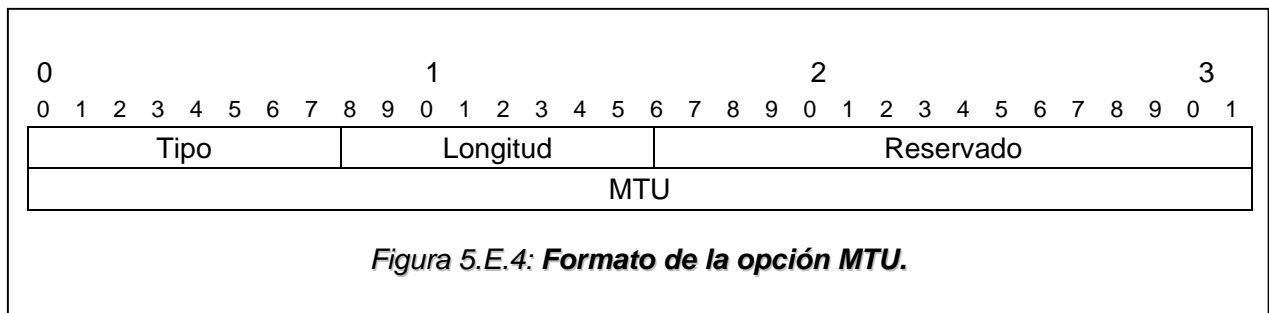 0 1 2 3
0 1 2 3 4 5 6 7 8 9 0 1 2 3 4 5 6 7 8 9 0 1 2 3 4 5 6 7 8 9 0 1
Tipo Longitud Reservado
MTU
Figura 5.E.4: Formato de la opción MTU.